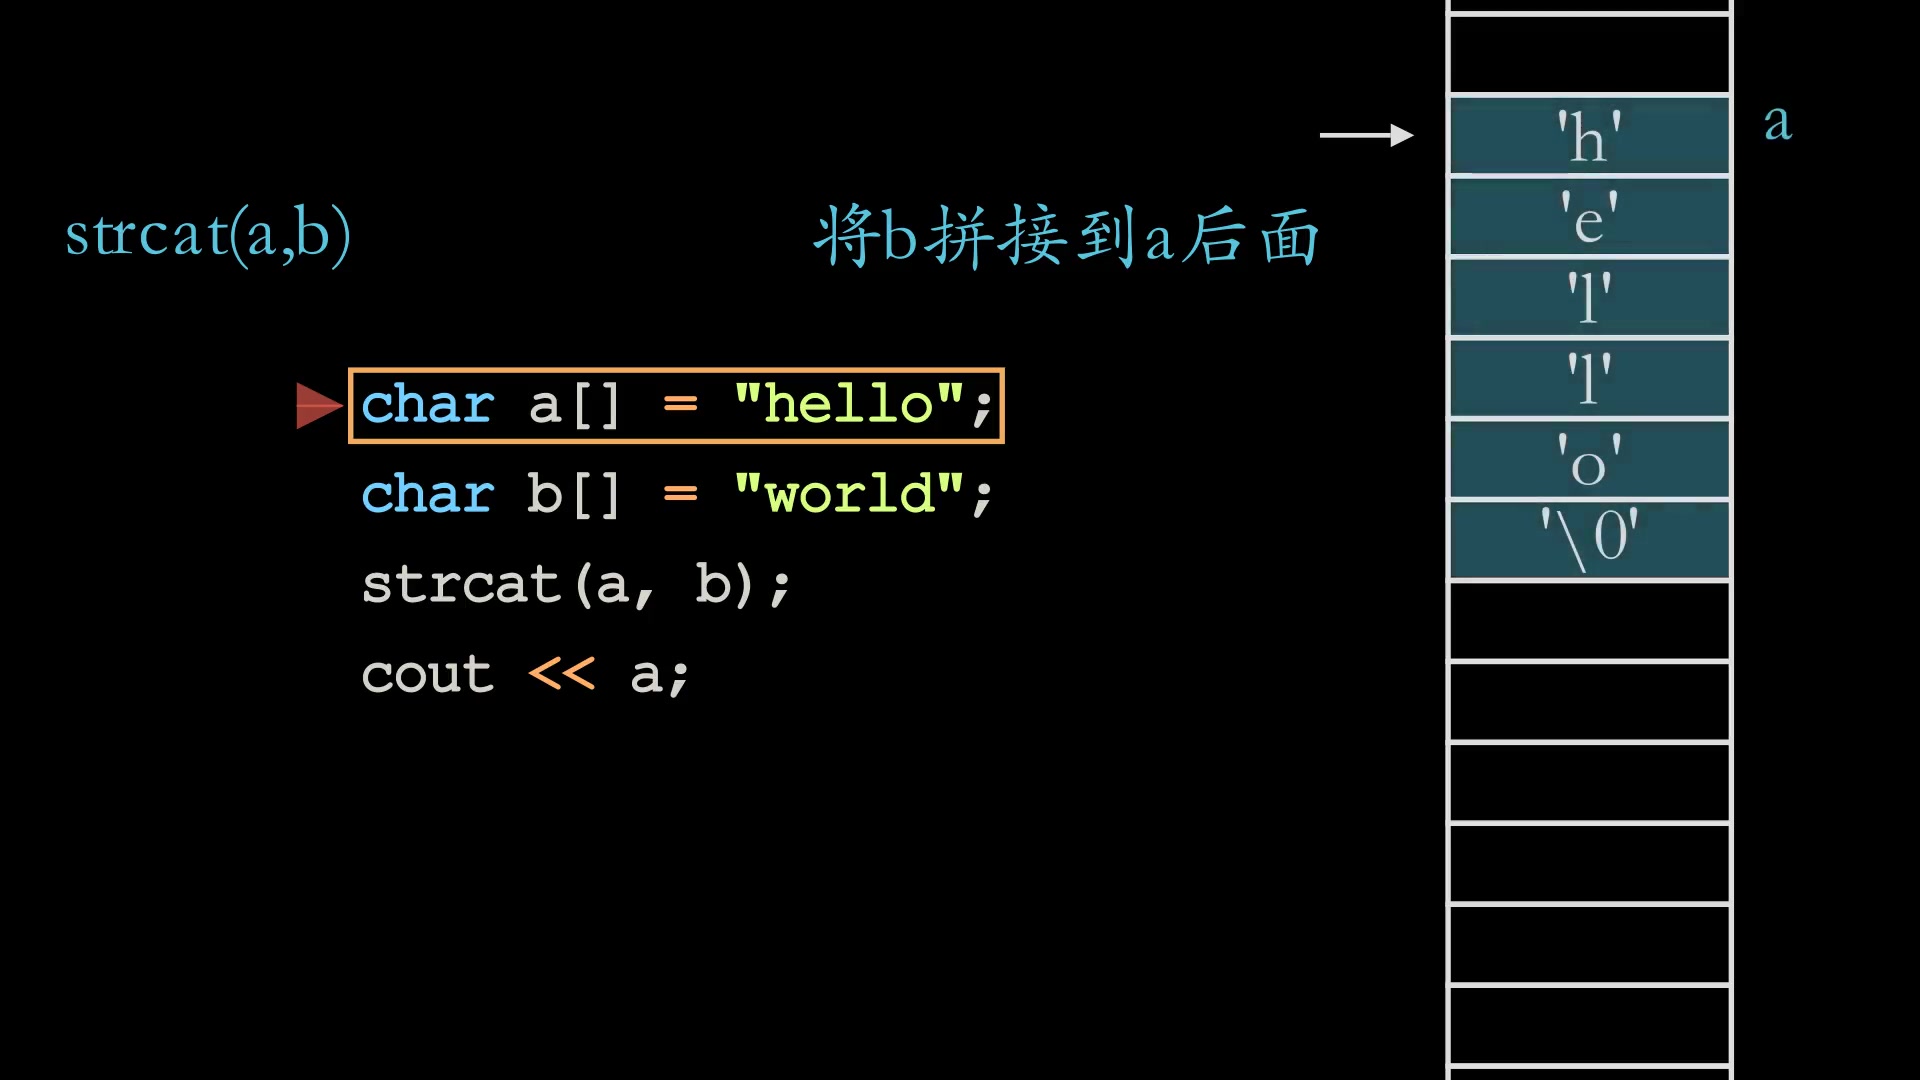 strcat(a,b)
将b拼接到a后面
char a[] = "hello";
char b[] = "world";
strcat(a, b);
cout << a;
'h'
a
'e'
'l'
'l'
'o'
'\0'